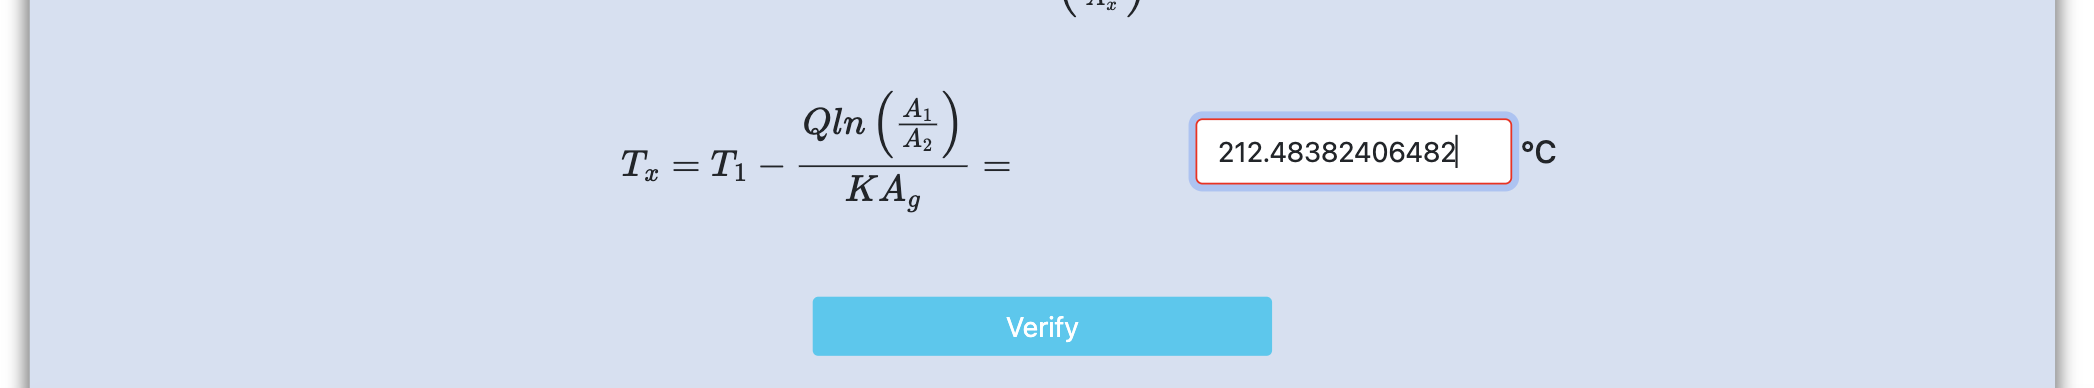 T_x = T_1 − Qln(A_1/A_2) / KA_g = 212.48382406482 °C
Verify